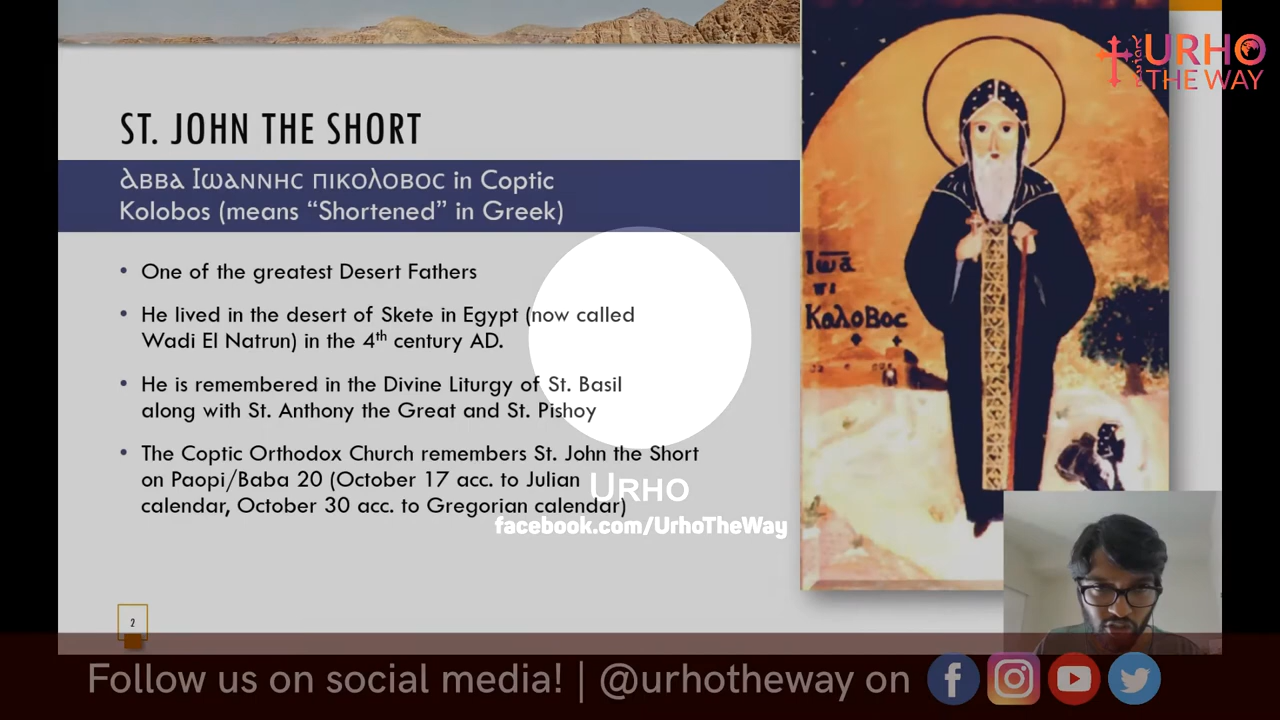 URHO
THE WAY
ST. JOHN THE SHORT
Ⲁⲃⲃⲁ Ⲓⲱⲁⲛⲛⲏⲥ ⲡⲓⲕⲟⲗⲟⲃⲟⲥ in Coptic
Kolobos (means “Shortened” in Greek)
• One of the greatest Desert Fathers
• He lived in the desert of Skete in Egypt (now called
Wadi El Natrun) in the 4th century AD.
• He is remembered in the Divine Liturgy of St. Basil
along with St. Anthony the Great and St. Pishoy
• The Coptic Orthodox Church remembers St. John the Short
on Paopi/Baba 20 (October 17 acc. to Julian
calendar, October 30 acc. to Gregorian calendar)
Ⲓⲱ̅ⲁ̅
ⲡⲓ
Ⲕⲟⲗⲟⲃⲟⲥ
URHO
facebook.com/UrhoTheWay
2
Follow us on social media! | @urhotheway on